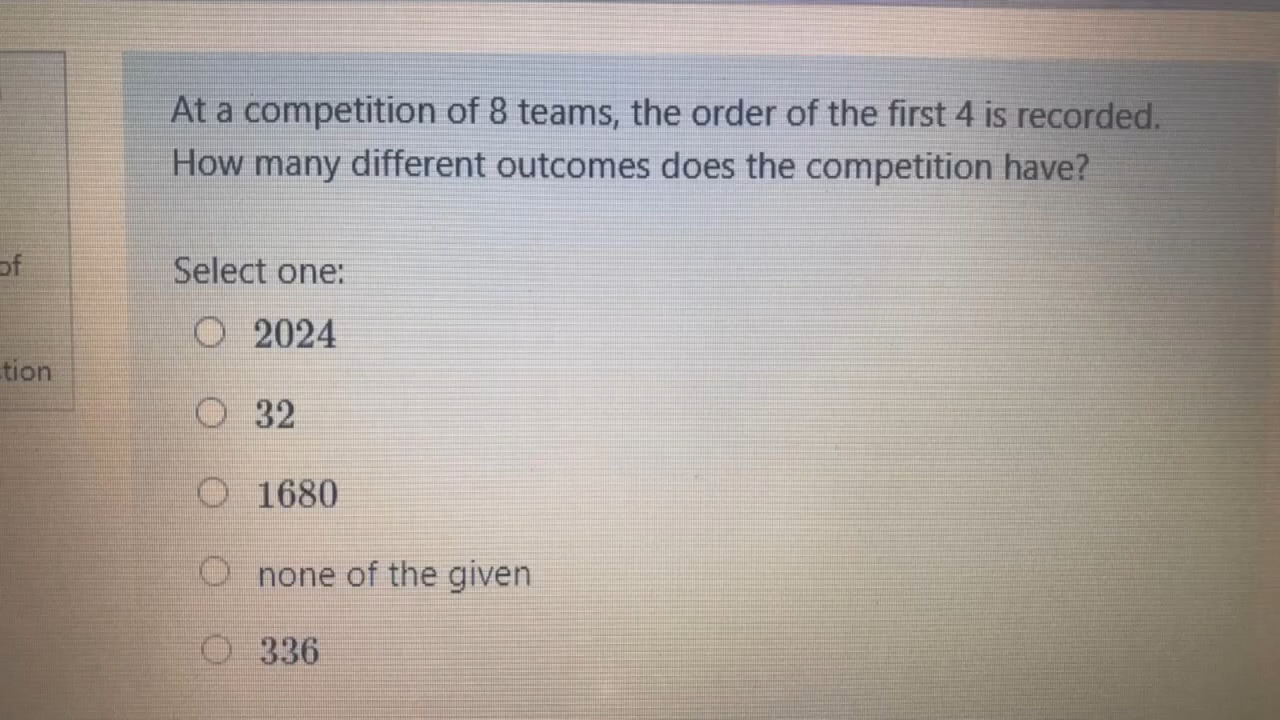 At a competition of 8 teams, the order of the first 4 is recorded.
How many different outcomes does the competition have?
of
Select one:
2024
tion
32
1680
none of the given
336